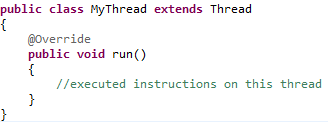 public class MyThread extends Thread
{
    @Override
    public void run()
    {
        //executed instructions on this thread
    }
}